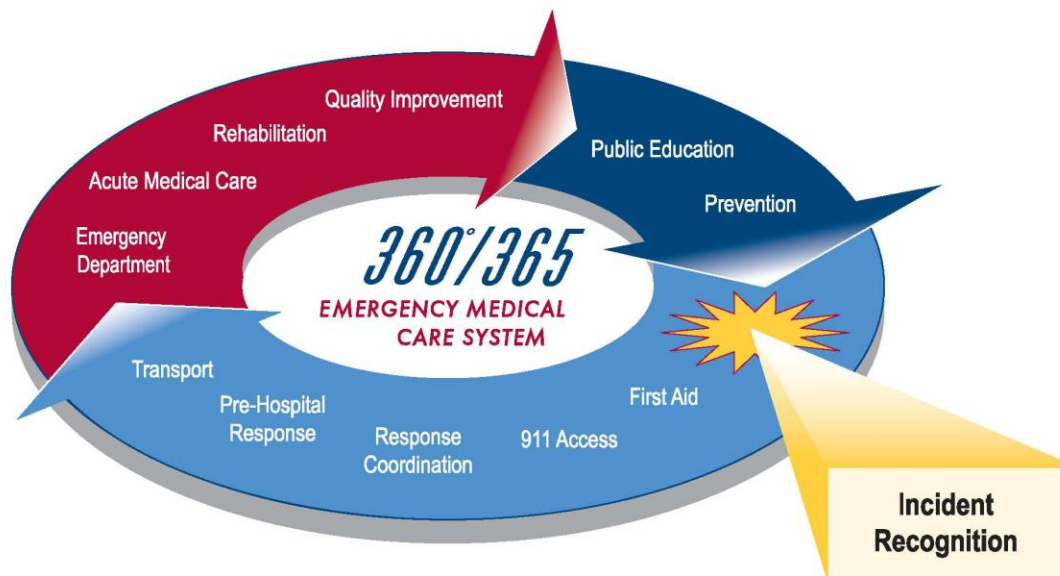 Quality Improvement
Rehabilitation
Acute Medical Care
Emergency
Department
Public Education
Prevention
360°/365
EMERGENCY MEDICAL
CARE SYSTEM
Transport
Pre-Hospital
Response
Response
Coordination
911 Access
First Aid
Incident
Recognition